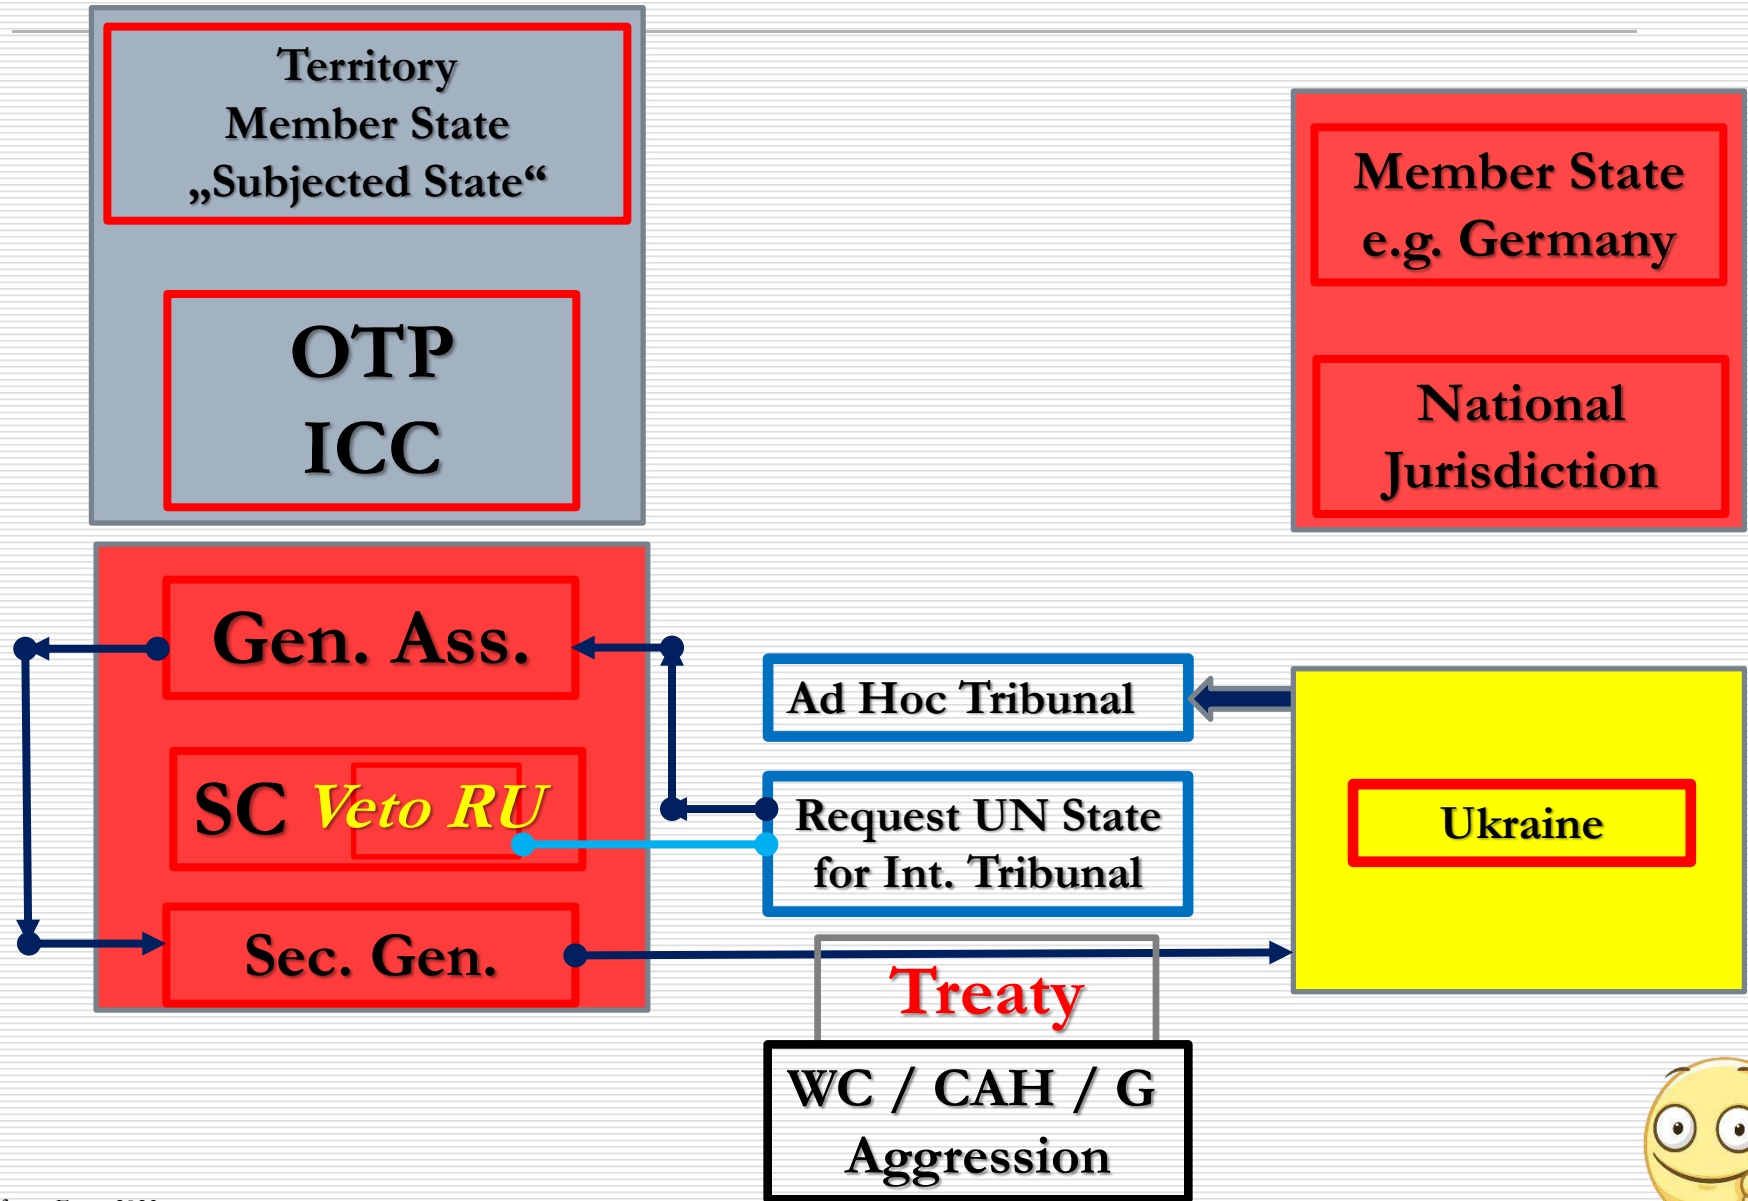 Territory
Member State
„Subjected State“
OTP
ICC
Member State
e.g. Germany
National
Jurisdiction
Gen. Ass.
SC Veto RU
Sec. Gen.
Ad Hoc Tribunal
Request UN State
for Int. Tribunal
Ukraine
Treaty
WC / CAH / G
Aggression